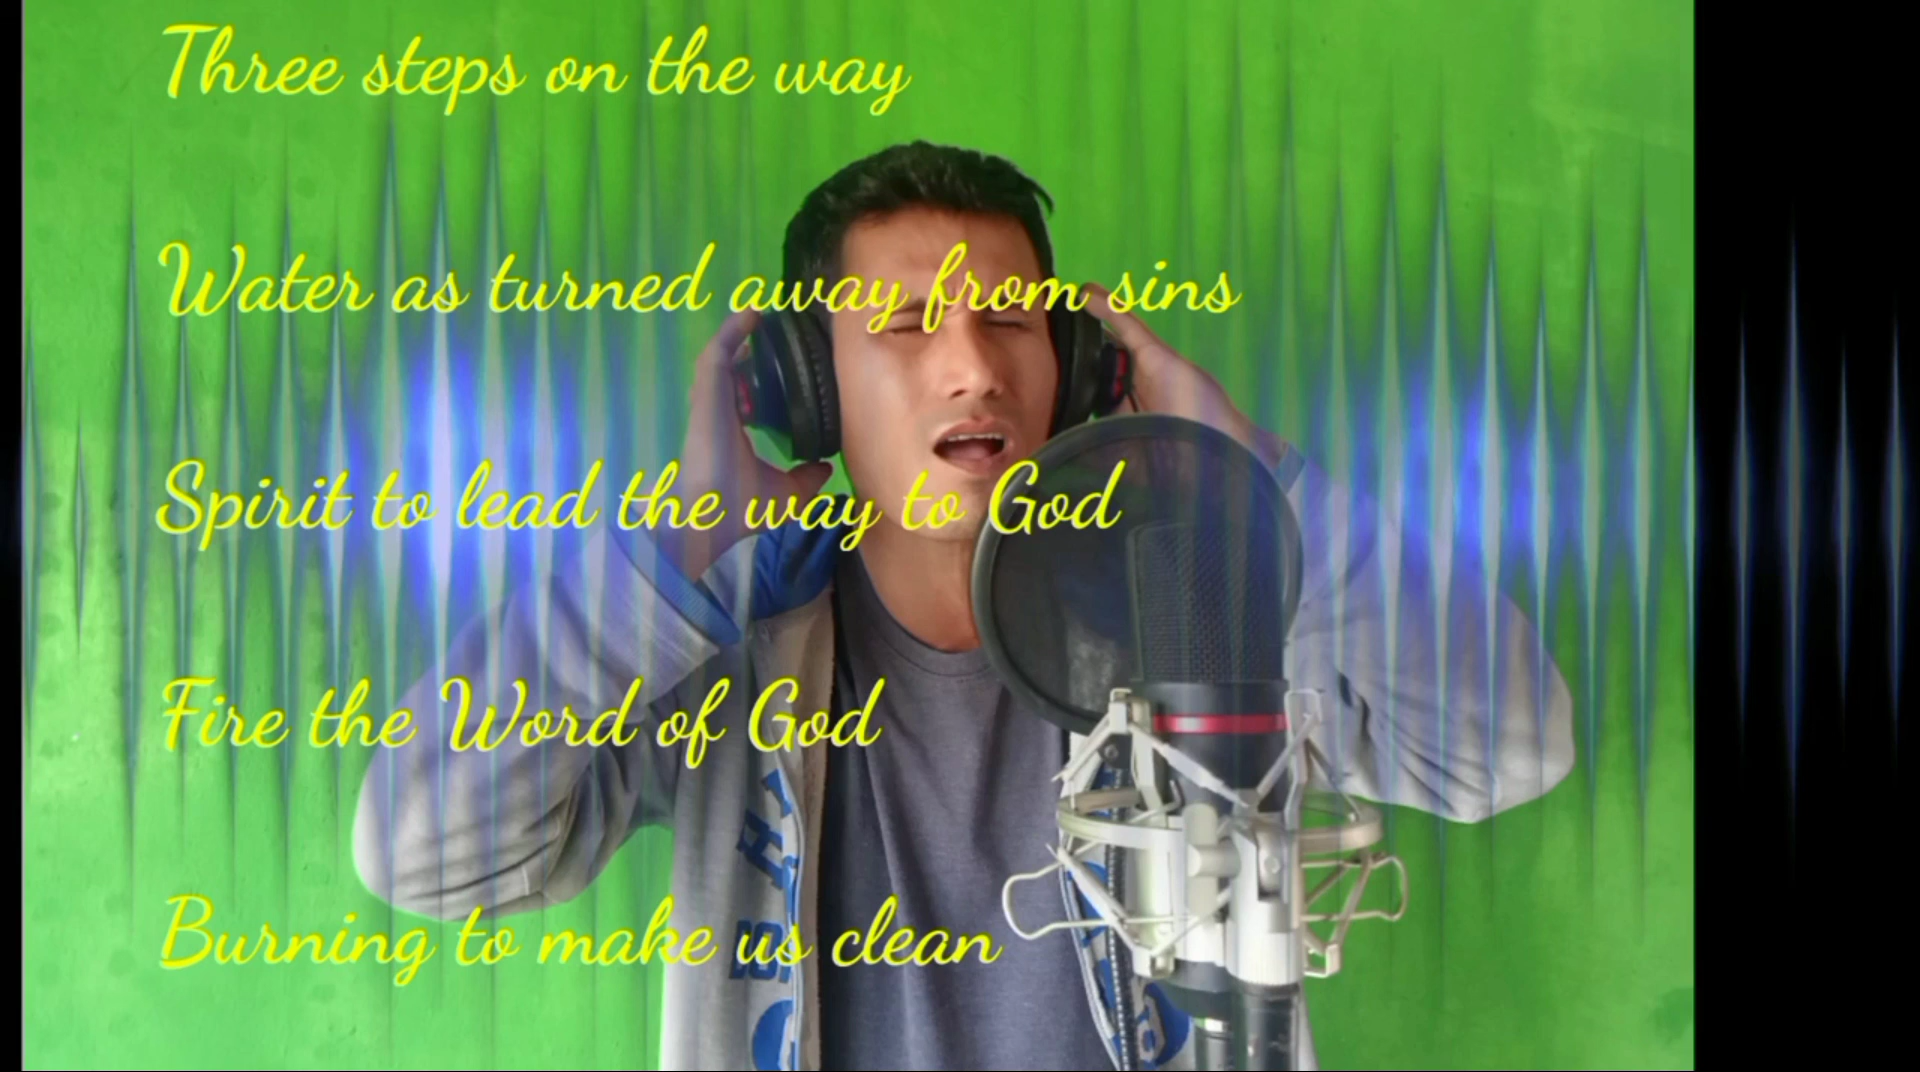 Three steps on the way
Water as turned away from sins
Spirit to lead the way to God
Fire the Word of God
Burning to make us clean